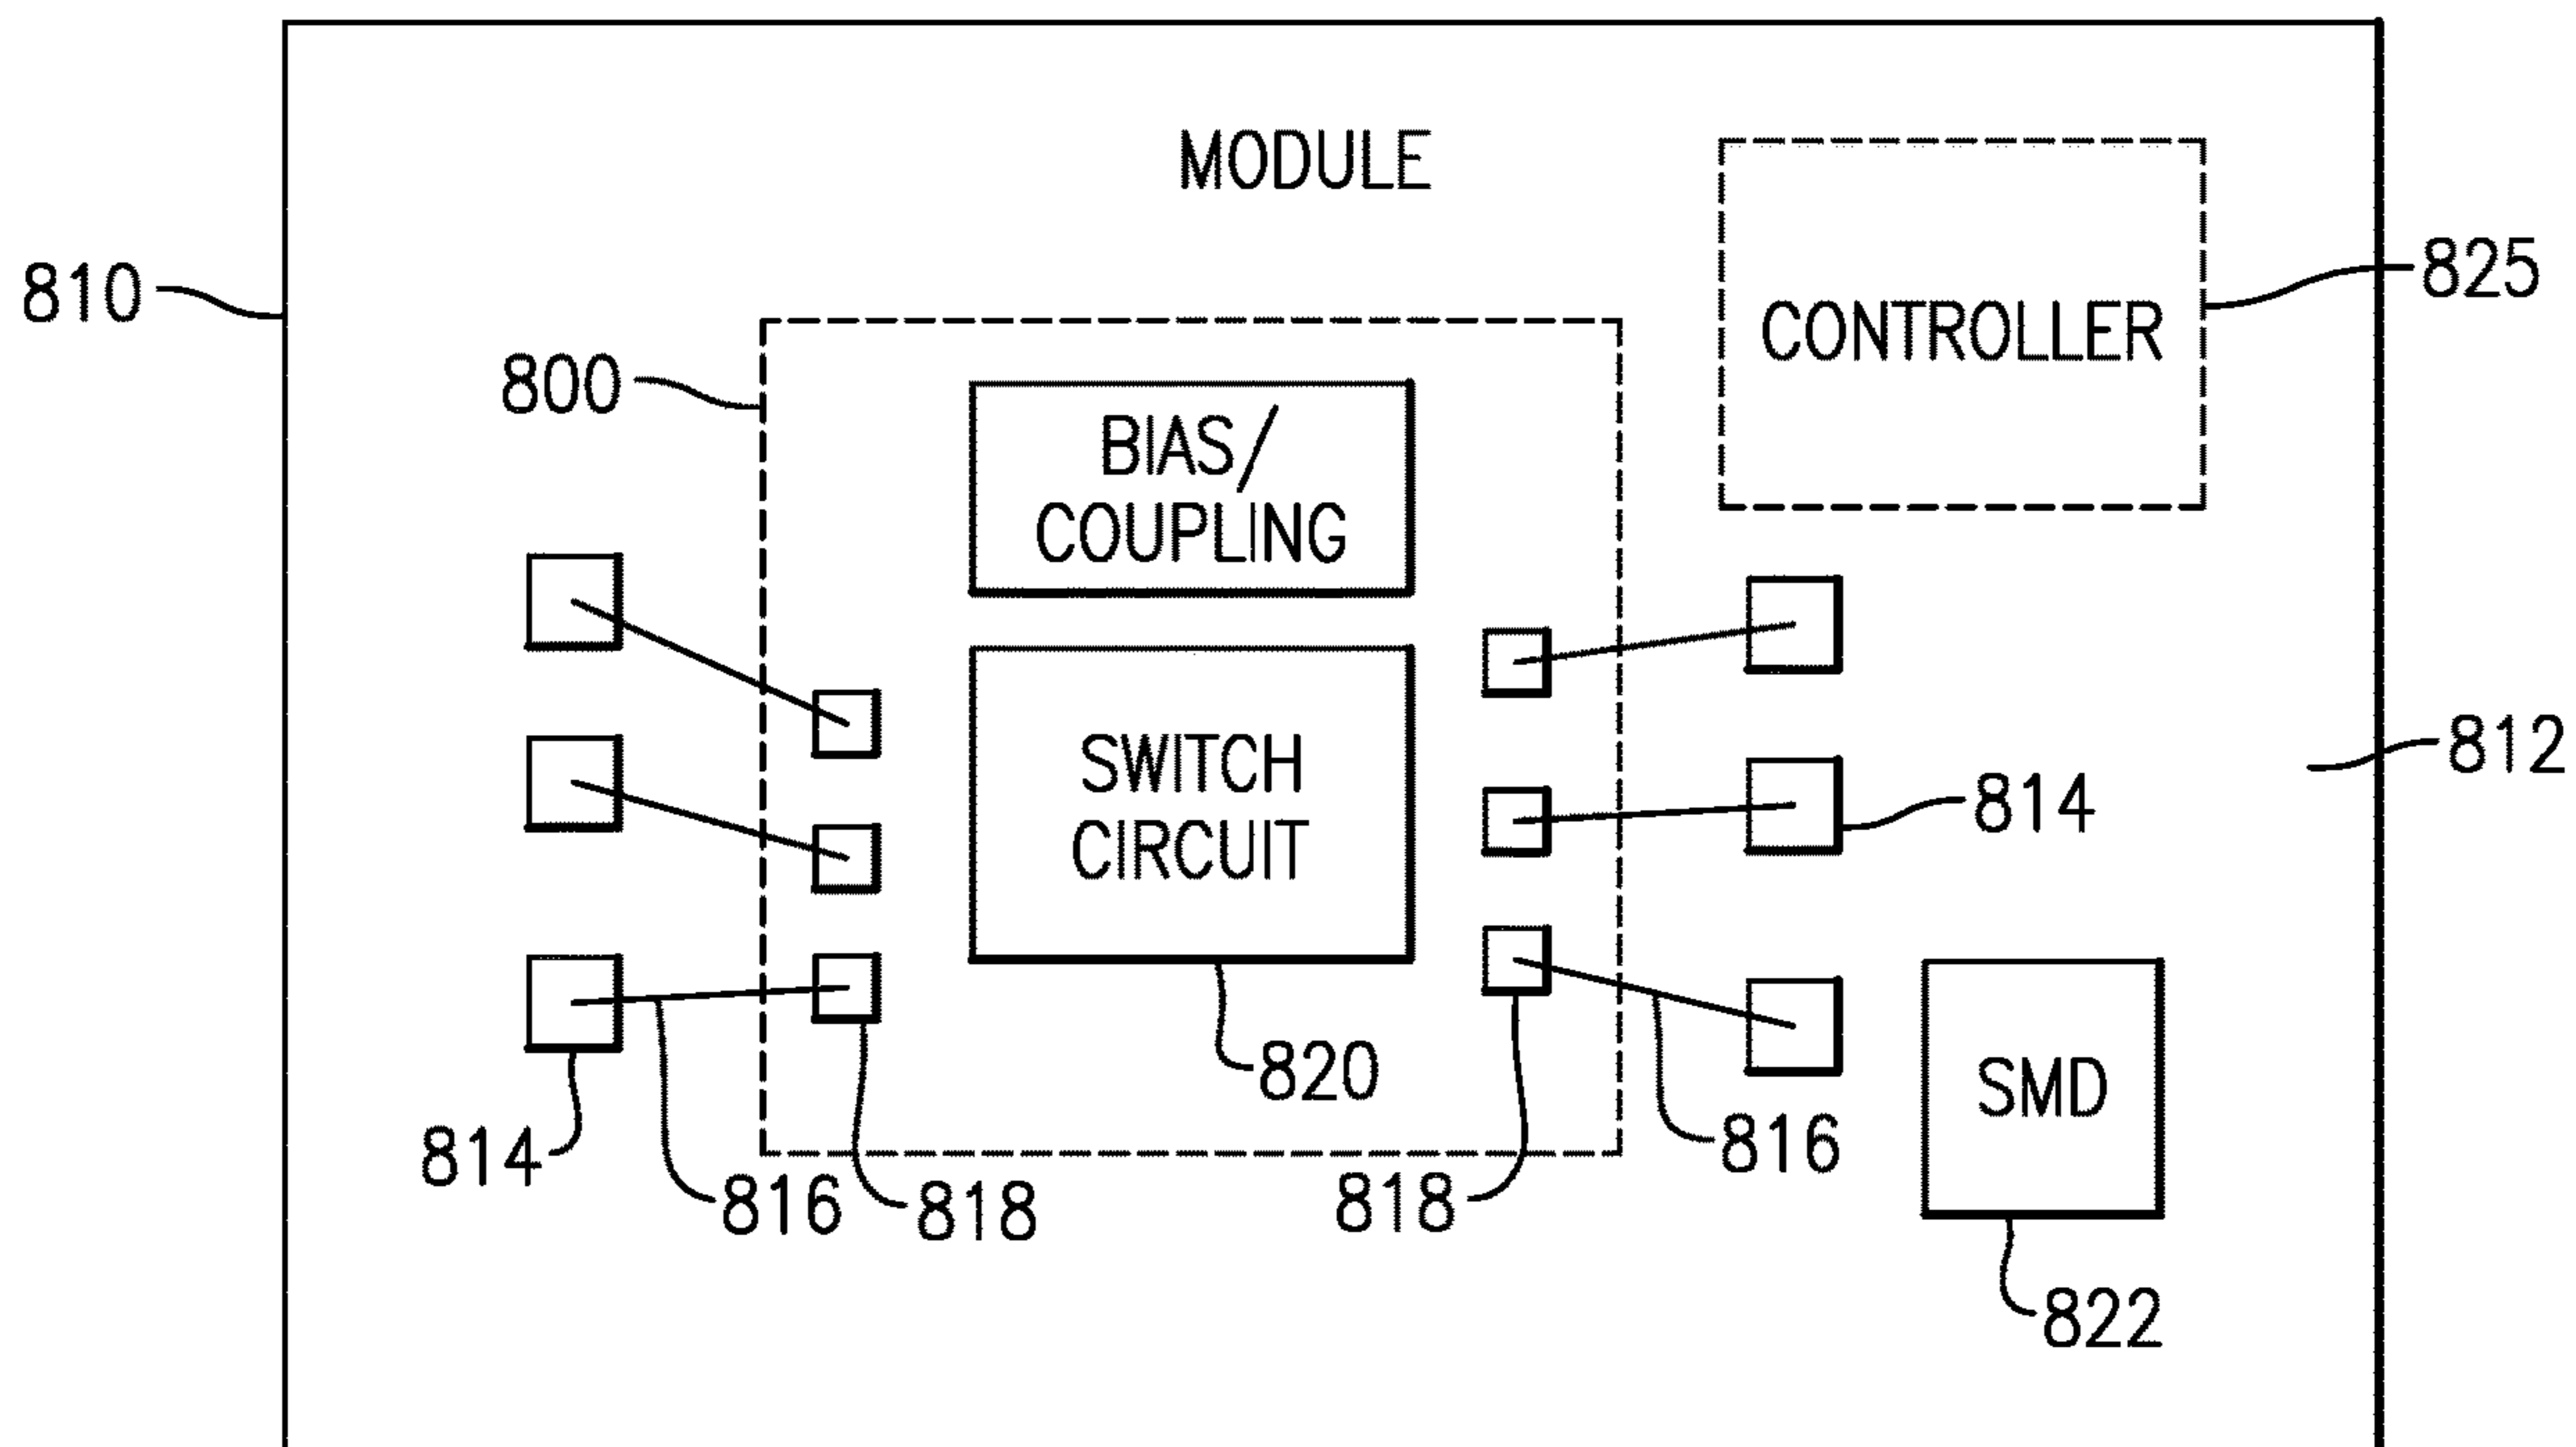 MODULE
810
825
CONTROLLER
800
BIAS/
COUPLING
812
SWITCH
CIRCUIT
814
820
SMD
814
816
816
818
818
822